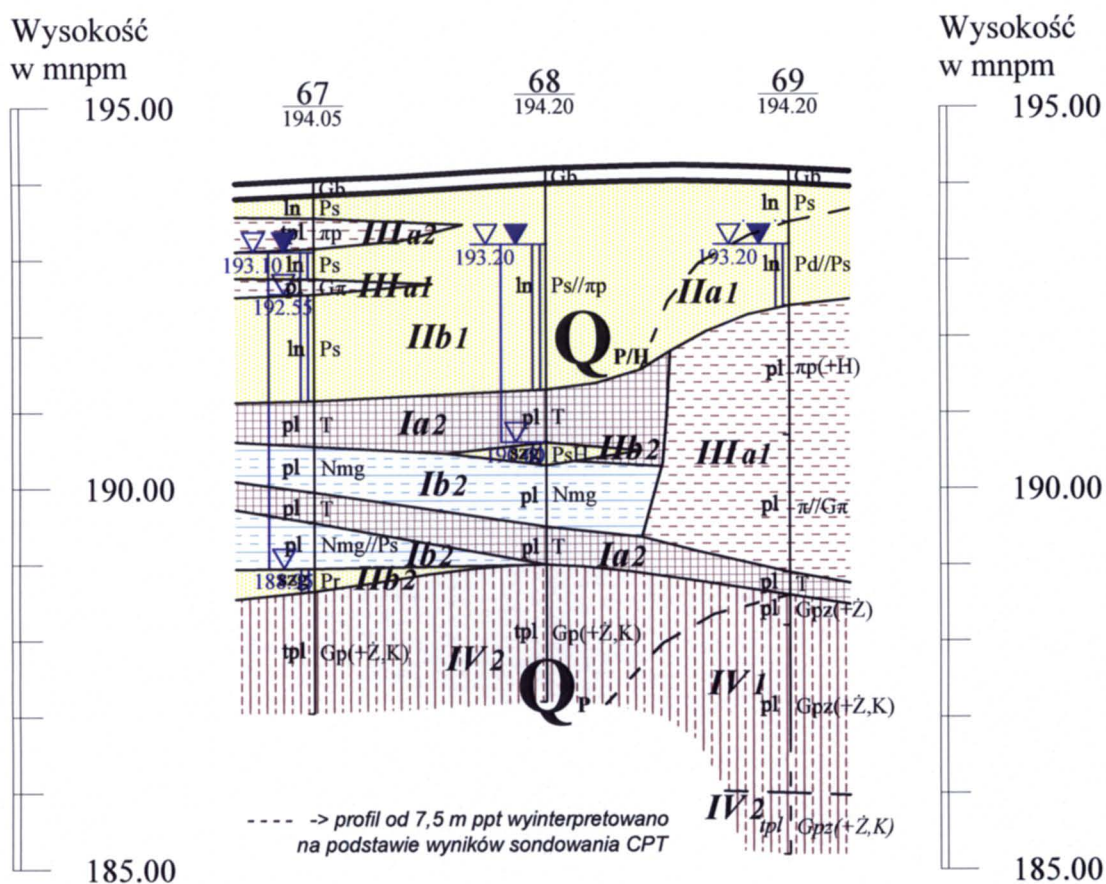 Wysokość
w mnpm
Wysokość
w mnpm
67
194.05
68
194.20
69
194.20
195.00
195.00
Gb
Gb
Gb
ln Ps
ln Ps
tpl πp IIIa2
193.10
193.20
193.20
ln Ps
ln Pd//Ps
pl Gπ IIIa1
ln Ps//πp
IIa1
192.55
IIb1
Q P/H
ln Ps
pl πp(+H)
pl T
Ia2
pl T
PsH IIb2
IIIa1
pl Nmg
Ib2
pl Nmg
190.00
190.00
pl T
pl π//Gπ
pl Nmg//Ps
Ib2
pl T
Ia2
szg Pr IIb2
pl T
pl Gpz(+Ż)
tpl Gp(+Ż,K)
IV2
tpl Gp(+Ż,K)
Q P
IV1
pl Gpz(+Ż,K)
IV2
tpl Gpz(+Ż,K)
---- -> profil od 7,5 m ppt wyinterpretowano
na podstawie wyników sondowania CPT
185.00
185.00